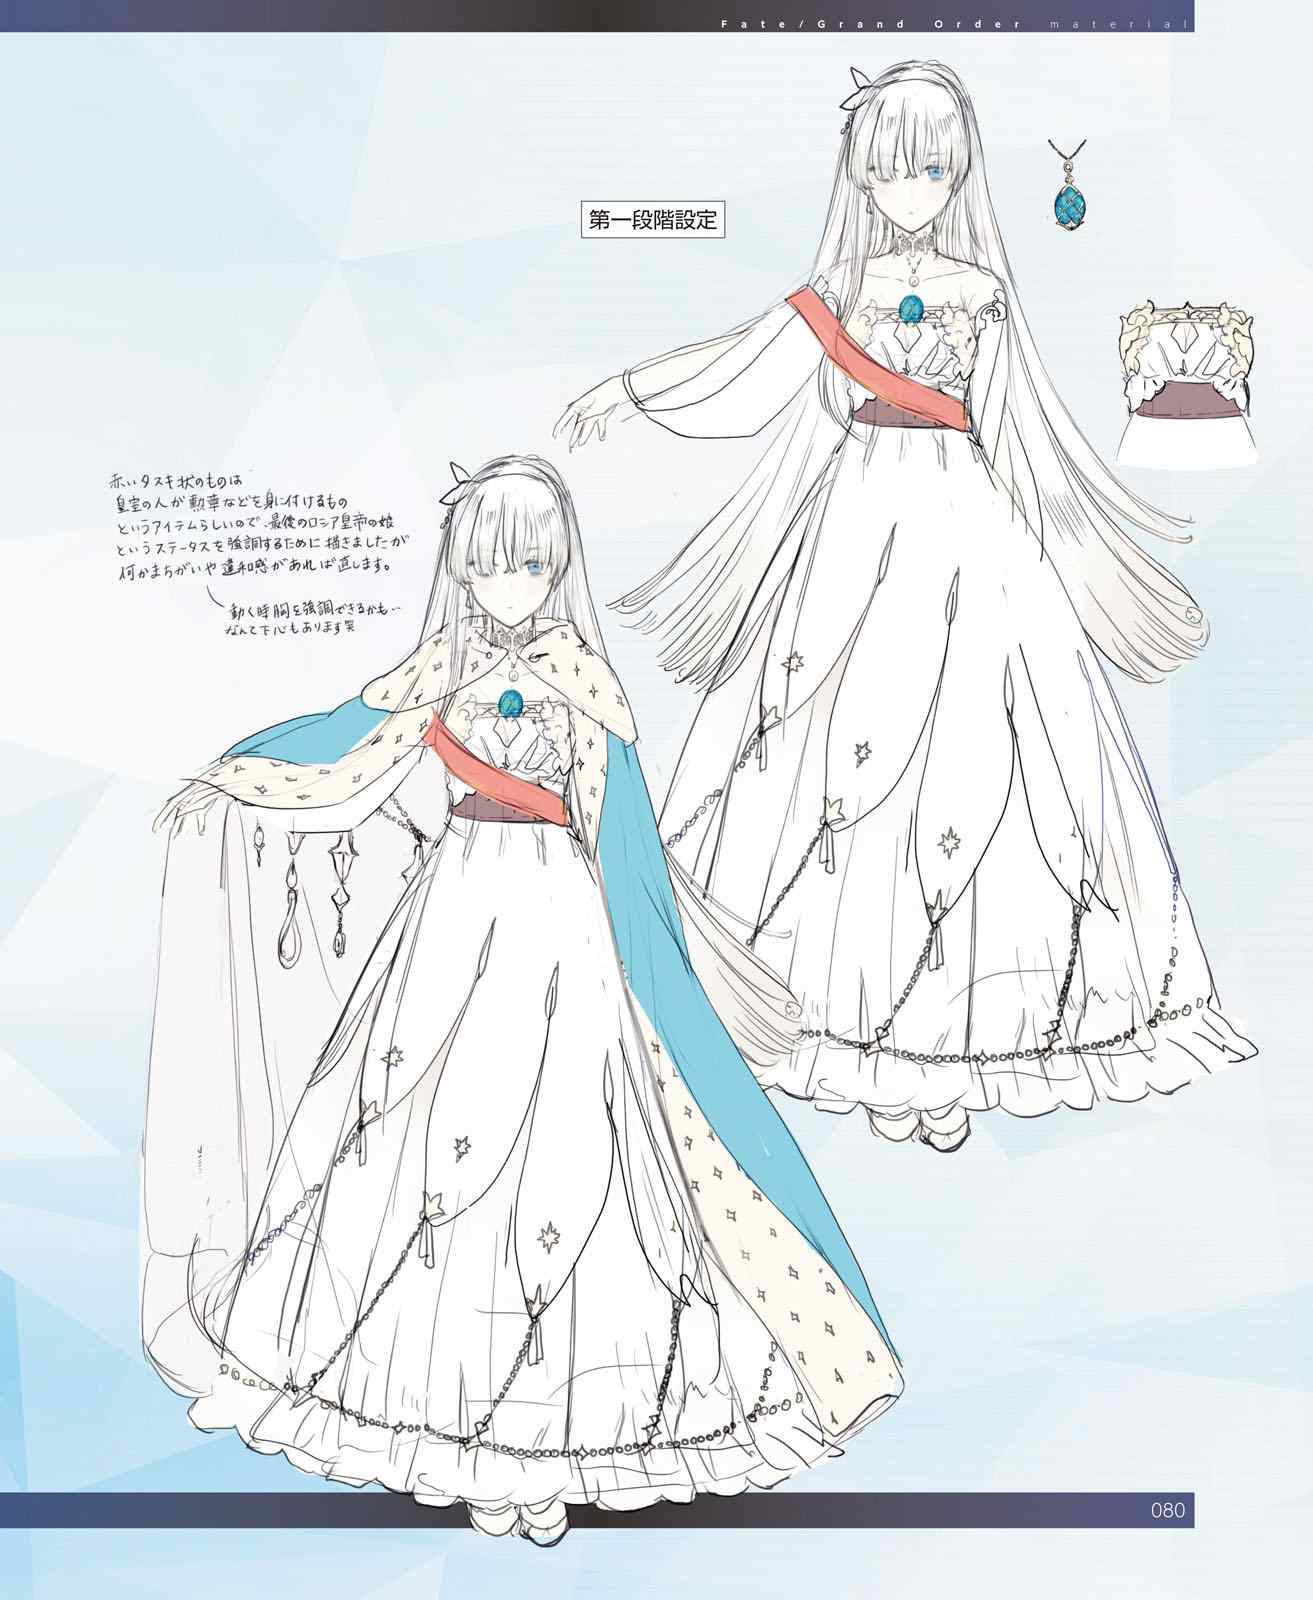 Fate/Grand Order material
第一段階設定
赤いタスキ状のものは
皇室の人が勲章などを身に付けるもの
というアイテムらしいので、最後のロシア皇帝の娘
というステータスを強調するために描きましたが
何かまちがいや違和感があれば直します。
動く時胸を強調できるかも…
なんて下心もあります笑
080